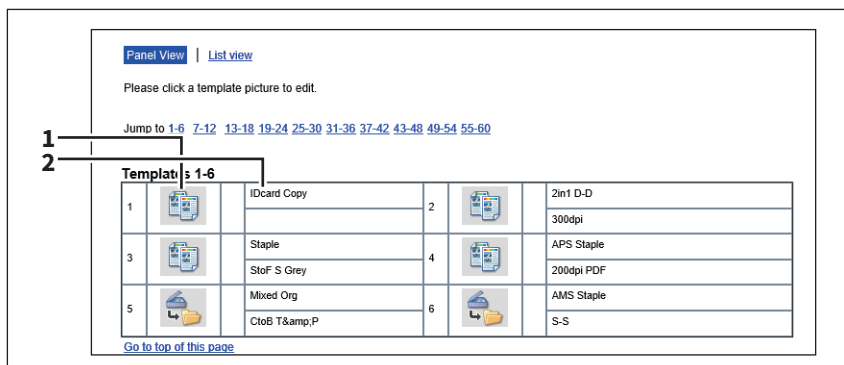 Panel View | List view
Please click a template picture to edit.
Jump to 1-6 7-12 13-18 19-24 25-30 31-36 37-42 43-48 49-54 55-60
1
2
Templates 1-6
1 IDcard Copy 2 2in1 D-D
300dpi
3 Staple 4 APS Staple
StoF S Grey 200dpi PDF
5 Mixed Org 6 AMS Staple
CtoB T&amp;P S-S
Go to top of this page